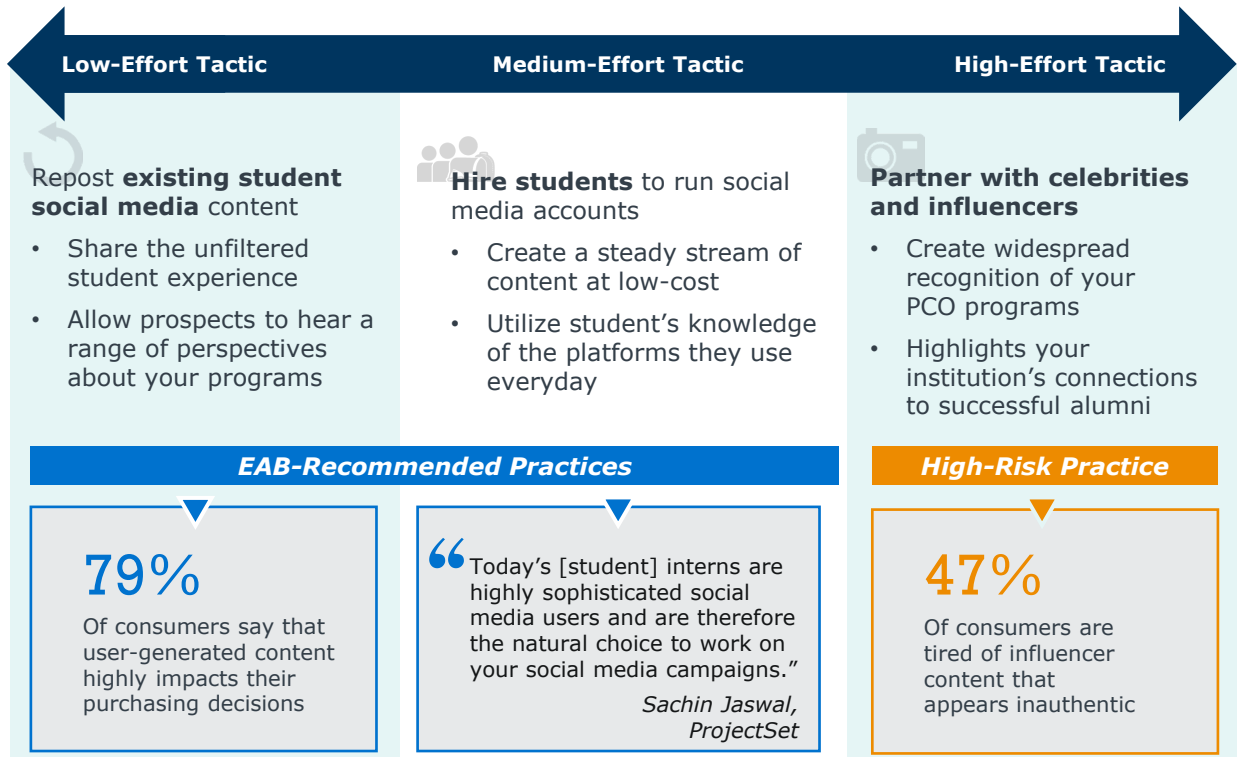 Low-Effort Tactic
Medium-Effort Tactic
High-Effort Tactic
Repost existing student
social media content
• Share the unfiltered
student experience
• Allow prospects to hear a
range of perspectives
about your programs
Hire students to run social
media accounts
• Create a steady stream of
content at low-cost
• Utilize student’s knowledge
of the platforms they use
everyday
Partner with celebrities
and influencers
• Create widespread
recognition of your
PCO programs
• Highlights your
institution’s connections
to successful alumni
EAB-Recommended Practices
High-Risk Practice
79%
Of consumers say that
user-generated content
highly impacts their
purchasing decisions
“Today’s [student] interns are
highly sophisticated social
media users and are therefore
the natural choice to work on
your social media campaigns.”
Sachin Jaswal,
ProjectSet
47%
Of consumers are
tired of influencer
content that
appears inauthentic